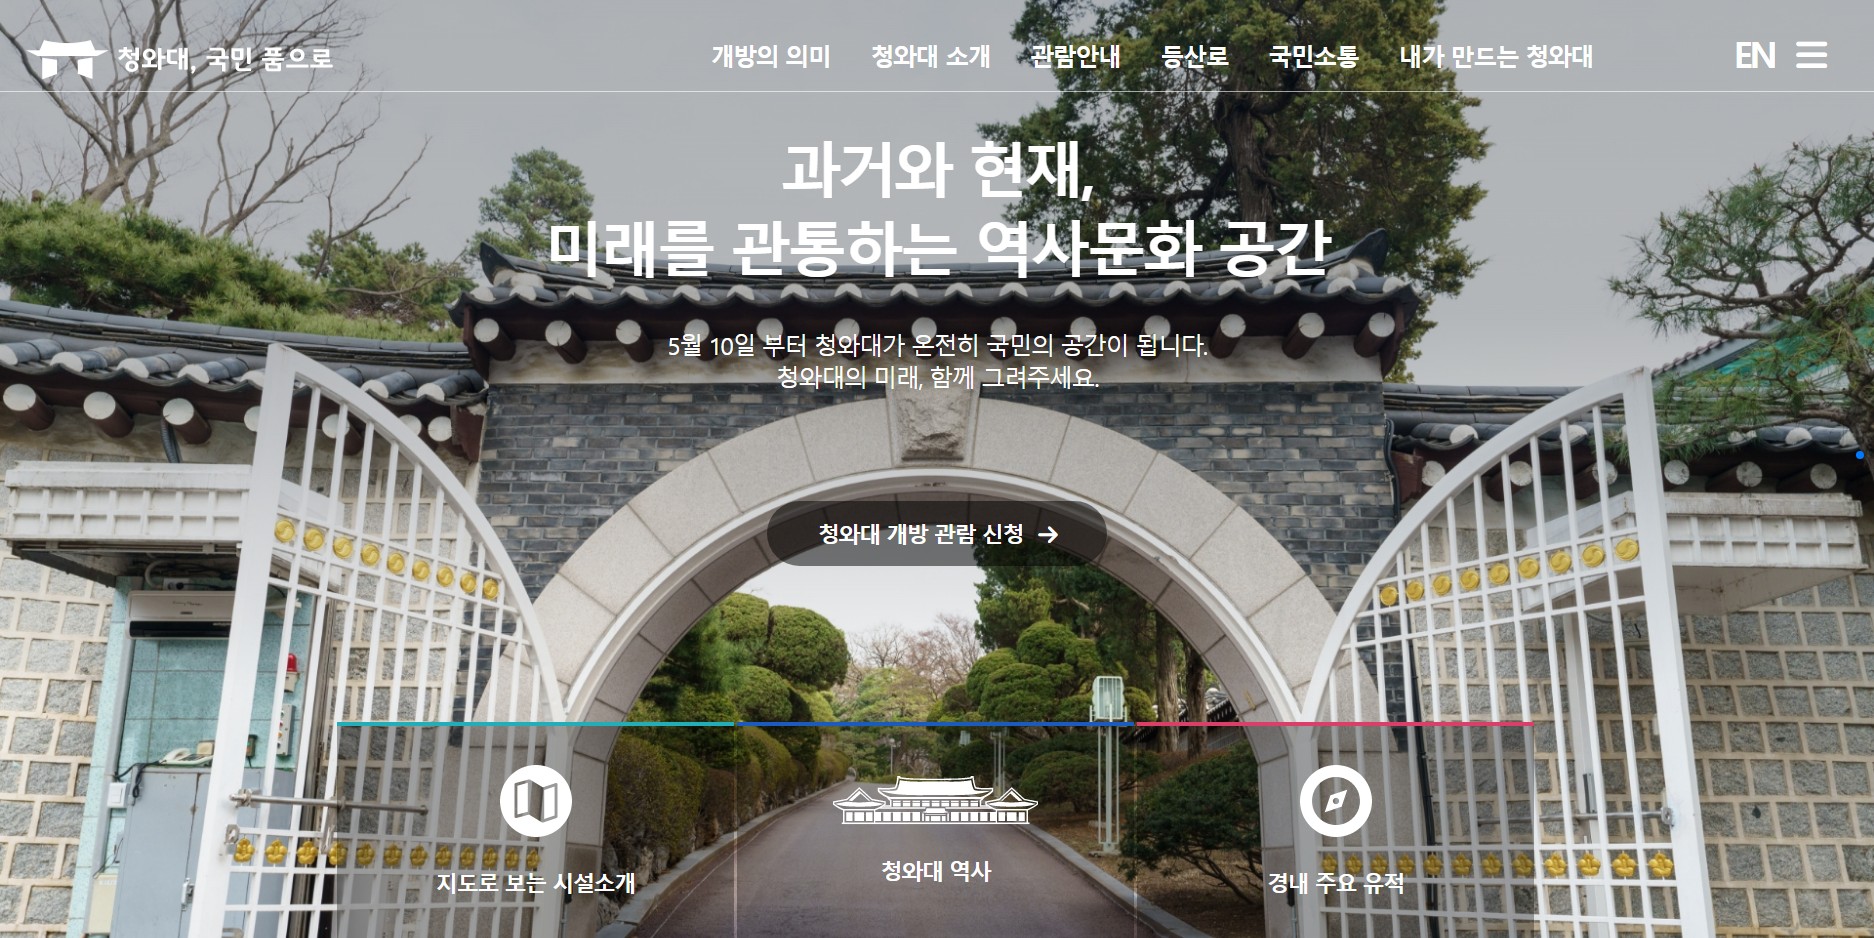 청와대, 국민 품으로
개방의 의미 청와대 소개 관람안내 등산로 국민소통 내가 만드는 청와대 EN
과거와 현재,
미래를 관통하는 역사문화 공간
5월 10일 부터 청와대가 온전히 국민의 공간이 됩니다.
청와대의 미래, 함께 그려주세요.
청와대 개방 관람 신청 →
지도로 보는 시설소개
청와대 역사
경내 주요 유적